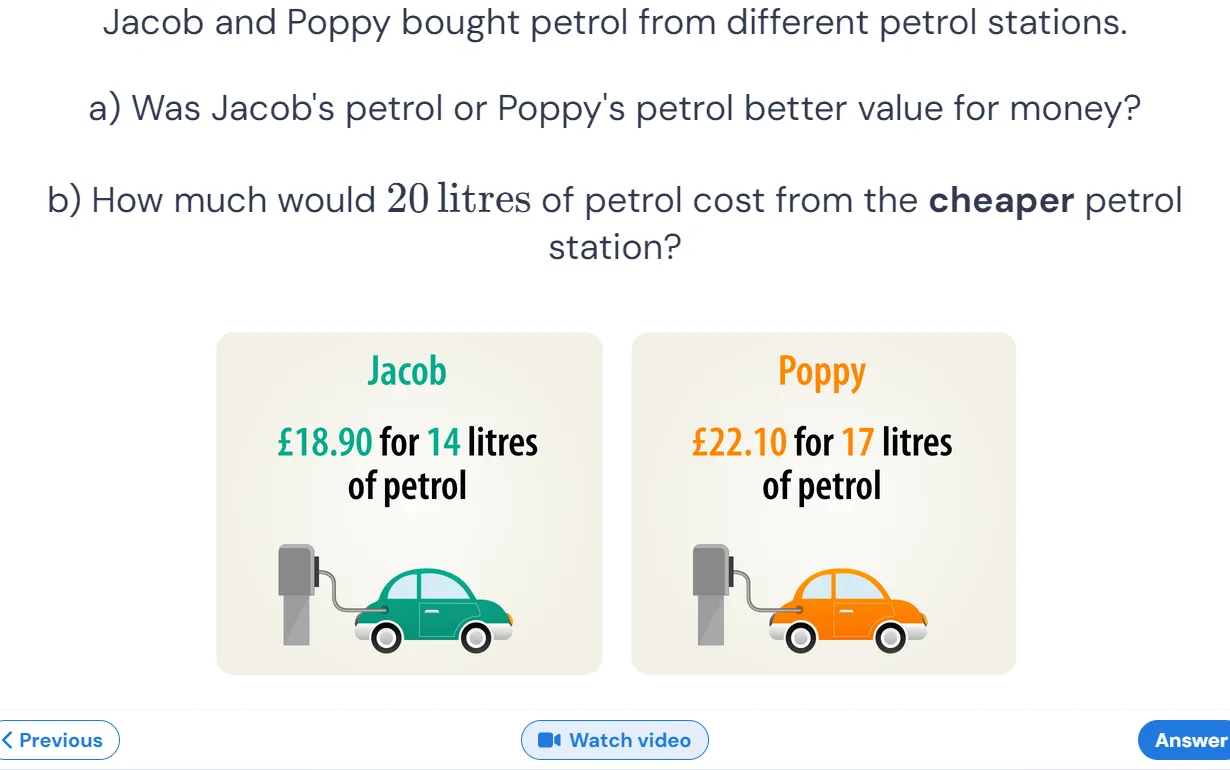 Jacob and Poppy bought petrol from different petrol stations.
a) Was Jacob's petrol or Poppy's petrol better value for money?
b) How much would 20 litres of petrol cost from the cheaper petrol
station?
Jacob
£18.90 for 14 litres
of petrol
Poppy
£22.10 for 17 litres
of petrol
Previous
Watch video
Answer